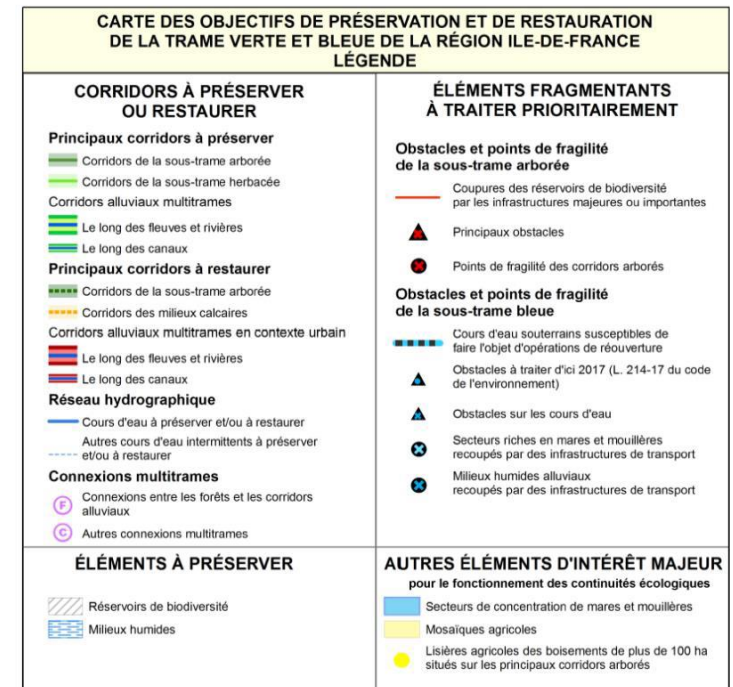 CARTE DES OBJECTIFS DE PRÉSERVATION ET DE RESTAURATION
DE LA TRAME VERTE ET BLEUE DE LA RÉGION ILE-DE-FRANCE
LÉGENDE
CORRIDORS À PRÉSERVER
OU RESTAURER
Principaux corridors à préserver
Corridors de la sous-trame arborée
Corridors de la sous-trame herbacée
Corridors alluviaux multitrames
Le long des fleuves et rivières
Le long des canaux
Principaux corridors à restaurer
Corridors de la sous-trame arborée
Corridors des milieux calcaires
Corridors alluviaux multitrames en contexte urbain
Le long des fleuves et rivières
Le long des canaux
Réseau hydrographique
Cours d'eau à préserver et/ou à restaurer
Autres cours d'eau intermittents à préserver
et/ou à restaurer
Connexions multitrames
F Connexions entre les forêts et les corridors
alluviaux
C Autres connexions multitrames
ÉLÉMENTS FRAGMENTANTS
À TRAITER PRIORITAIREMENT
Obstacles et points de fragilité
de la sous-trame arborée
Coupures des réservoirs de biodiversité
par les infrastructures majeures ou importantes
Principaux obstacles
Points de fragilité des corridors arborés
Obstacles et points de fragilité
de la sous-trame bleue
Cours d'eau souterrains susceptibles de
faire l'objet d'opérations de réouverture
Obstacles à traiter d'ici 2017 (L. 214-17 du code
de l'environnement)
Obstacles sur les cours d'eau
Secteurs riches en mares et mouillères
recoupés par des infrastructures de transport
Milieux humides alluviaux
recoupés par des infrastructures de transport
ÉLÉMENTS À PRÉSERVER
Réservoirs de biodiversité
Milieux humides
AUTRES ÉLÉMENTS D'INTÉRÊT MAJEUR
pour le fonctionnement des continuités écologiques
Secteurs de concentration de mares et mouillères
Mosaïques agricoles
Lisières agricoles des boisements de plus de 100 ha
situés sur les principaux corridors arborés